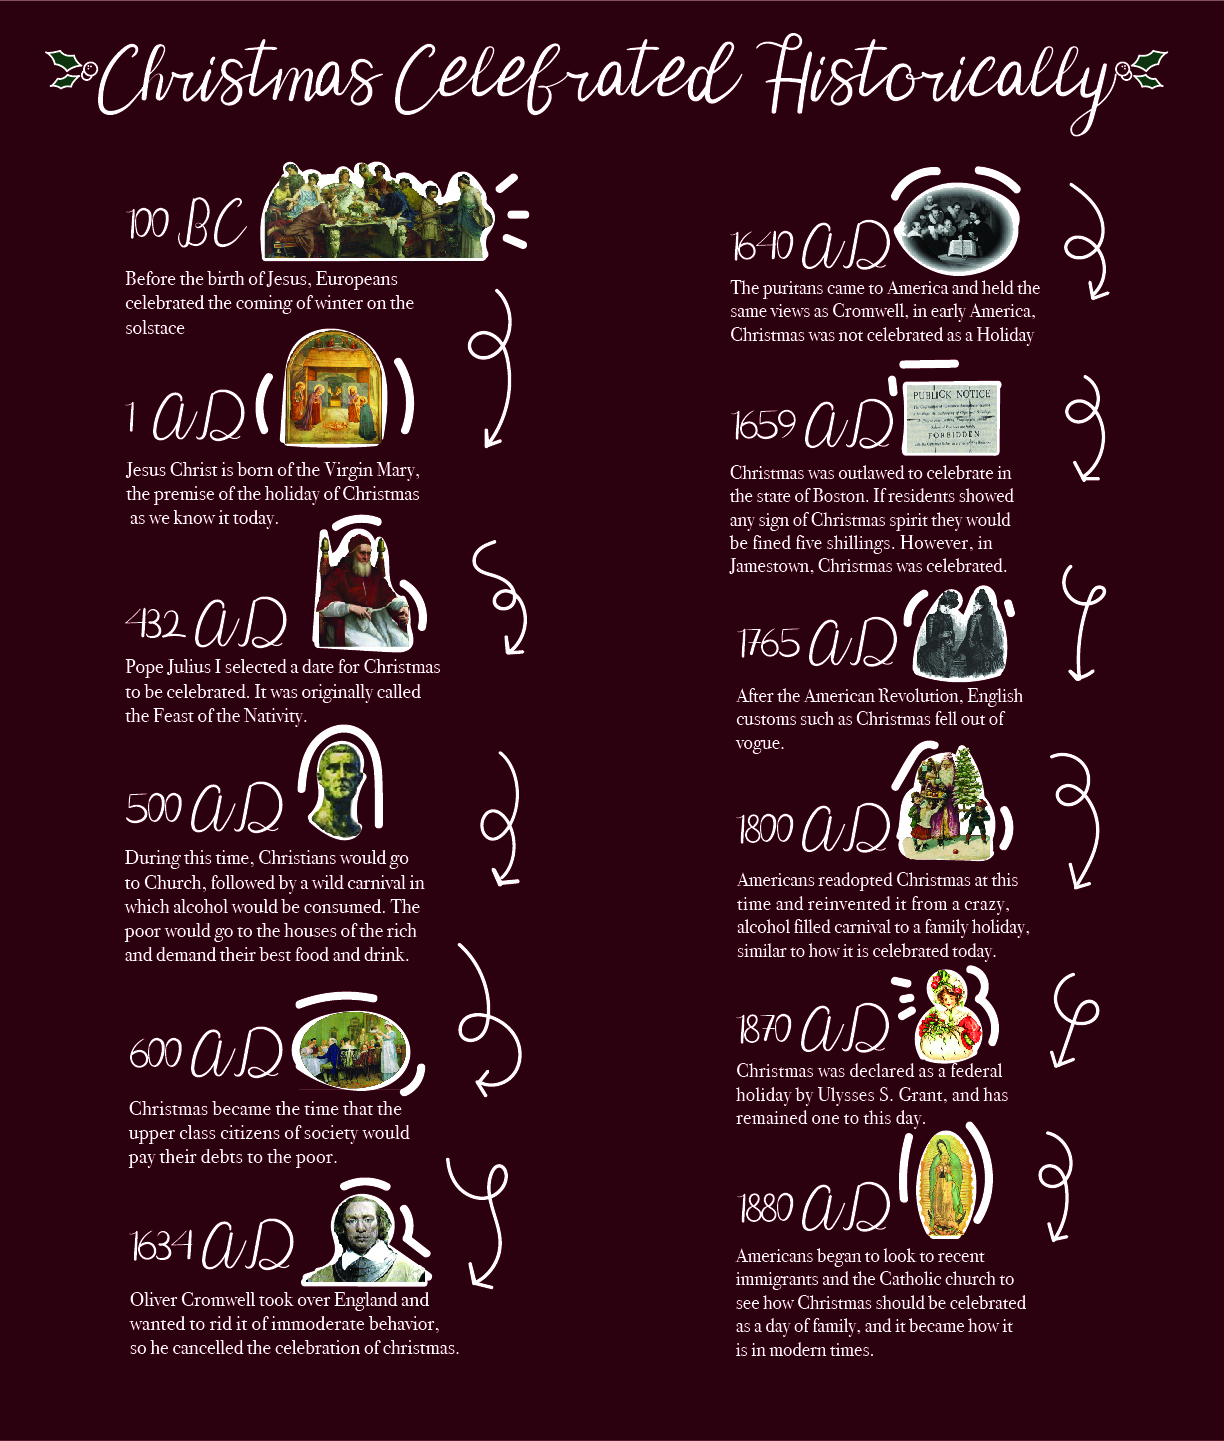 Christmas Celebrated Historically
100 BC
Before the birth of Jesus, Europeans
celebrated the coming of winter on the
solstace
1 AD
Jesus Christ is born of the Virgin Mary,
the premise of the holiday of Christmas
as we know it today.
432 AD
Pope Julius I selected a date for Christmas
to be celebrated. It was originally called
the Feast of the Nativity.
500 AD
During this time, Christians would go
to Church, followed by a wild carnival in
which alcohol would be consumed. The
poor would go to the houses of the rich
and demand their best food and drink.
600 AD
Christmas became the time that the
upper class citizens of society would
pay their debts to the poor.
1634 AD
Oliver Cromwell took over England and
wanted to rid it of immoderate behavior,
so he cancelled the celebration of christmas.
1640 AD
The puritans came to America and held the
same views as Cromwell, in early America,
Christmas was not celebrated as a Holiday
1659 AD
PUBLICK NOTICE
FORBIDDEN
Christmas was outlawed to celebrate in
the state of Boston. If residents showed
any sign of Christmas spirit they would
be fined five shillings. However, in
Jamestown, Christmas was celebrated.
1765 AD
After the American Revolution, English
customs such as Christmas fell out of
vogue.
1800 AD
Americans readopted Christmas at this
time and reinvented it from a crazy,
alcohol filled carnival to a family holiday,
similar to how it is celebrated today.
1870 AD
Christmas was declared as a federal
holiday by Ulysses S. Grant, and has
remained one to this day.
1880 AD
Americans began to look to recent
immigrants and the Catholic church to
see how Christmas should be celebrated
as a day of family, and it became how it
is in modern times.